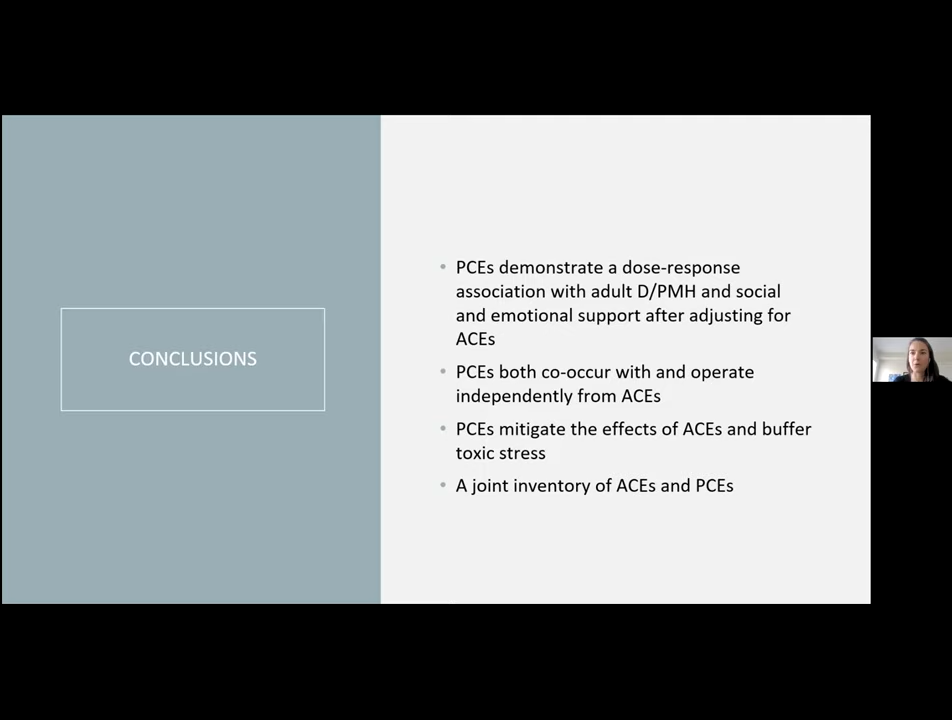 CONCLUSIONS
• PCEs demonstrate a dose-response
association with adult D/PMH and social
and emotional support after adjusting for
ACEs
• PCEs both co-occur with and operate
independently from ACEs
• PCEs mitigate the effects of ACEs and buffer
toxic stress
• A joint inventory of ACEs and PCEs